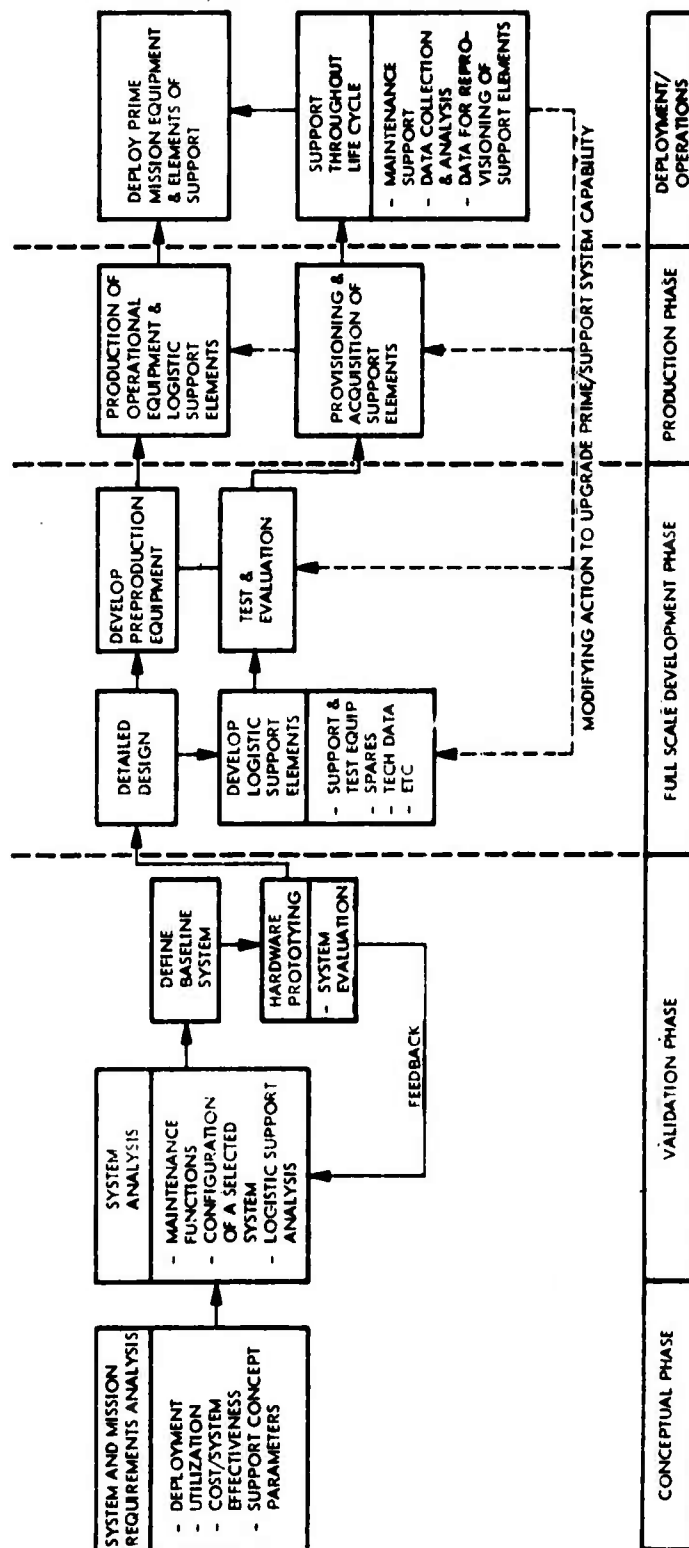 SYSTEM AND MISSION
REQUIREMENTS ANALYSIS
- DEPLOYMENT
- UTILIZATION
- COST/SYSTEM
EFFECTIVENESS
- SUPPORT CONCEPT
PARAMETERS
SYSTEM
ANALYSIS
- MAINTENANCE
FUNCTIONS
- CONFIGURATION
OF A SELECTED
SYSTEM
- LOGISTIC SUPPORT
ANALYSIS
DEFINE
BASELINE
SYSTEM
HARDWARE
PROTOTYPING
- SYSTEM
EVALUATION
FEEDBACK
DETAILED
DESIGN
DEVELOP
LOGISTIC
SUPPORT
ELEMENTS
- SUPPORT &
TEST EQUIP
- SPARES
- TECH DATA
- ETC
DEVELOP
PREPRODUCTION
EQUIPMENT
TEST &
EVALUATION
PRODUCTION OF
OPERATIONAL
EQUIPMENT &
LOGISTIC
SUPPORT
ELEMENTS
PROVISIONING &
ACQUISITION OF
SUPPORT
ELEMENTS
DEPLOY PRIME
MISSION EQUIPMENT
& ELEMENTS OF
SUPPORT
SUPPORT
THROUGHOUT
LIFE CYCLE
- MAINTENANCE
SUPPORT
- DATA COLLECTION
& ANALYSIS
- DATA FOR REPRO-
VISIONING OF
SUPPORT ELEMENTS
MODIFYING ACTION TO UPGRADE PRIME/SUPPORT SYSTEM CAPABILITY
CONCEPTUAL PHASE
VALIDATION PHASE
FULL SCALE DEVELOPMENT PHASE
PRODUCTION PHASE
DEPLOYMENT/
OPERATIONS